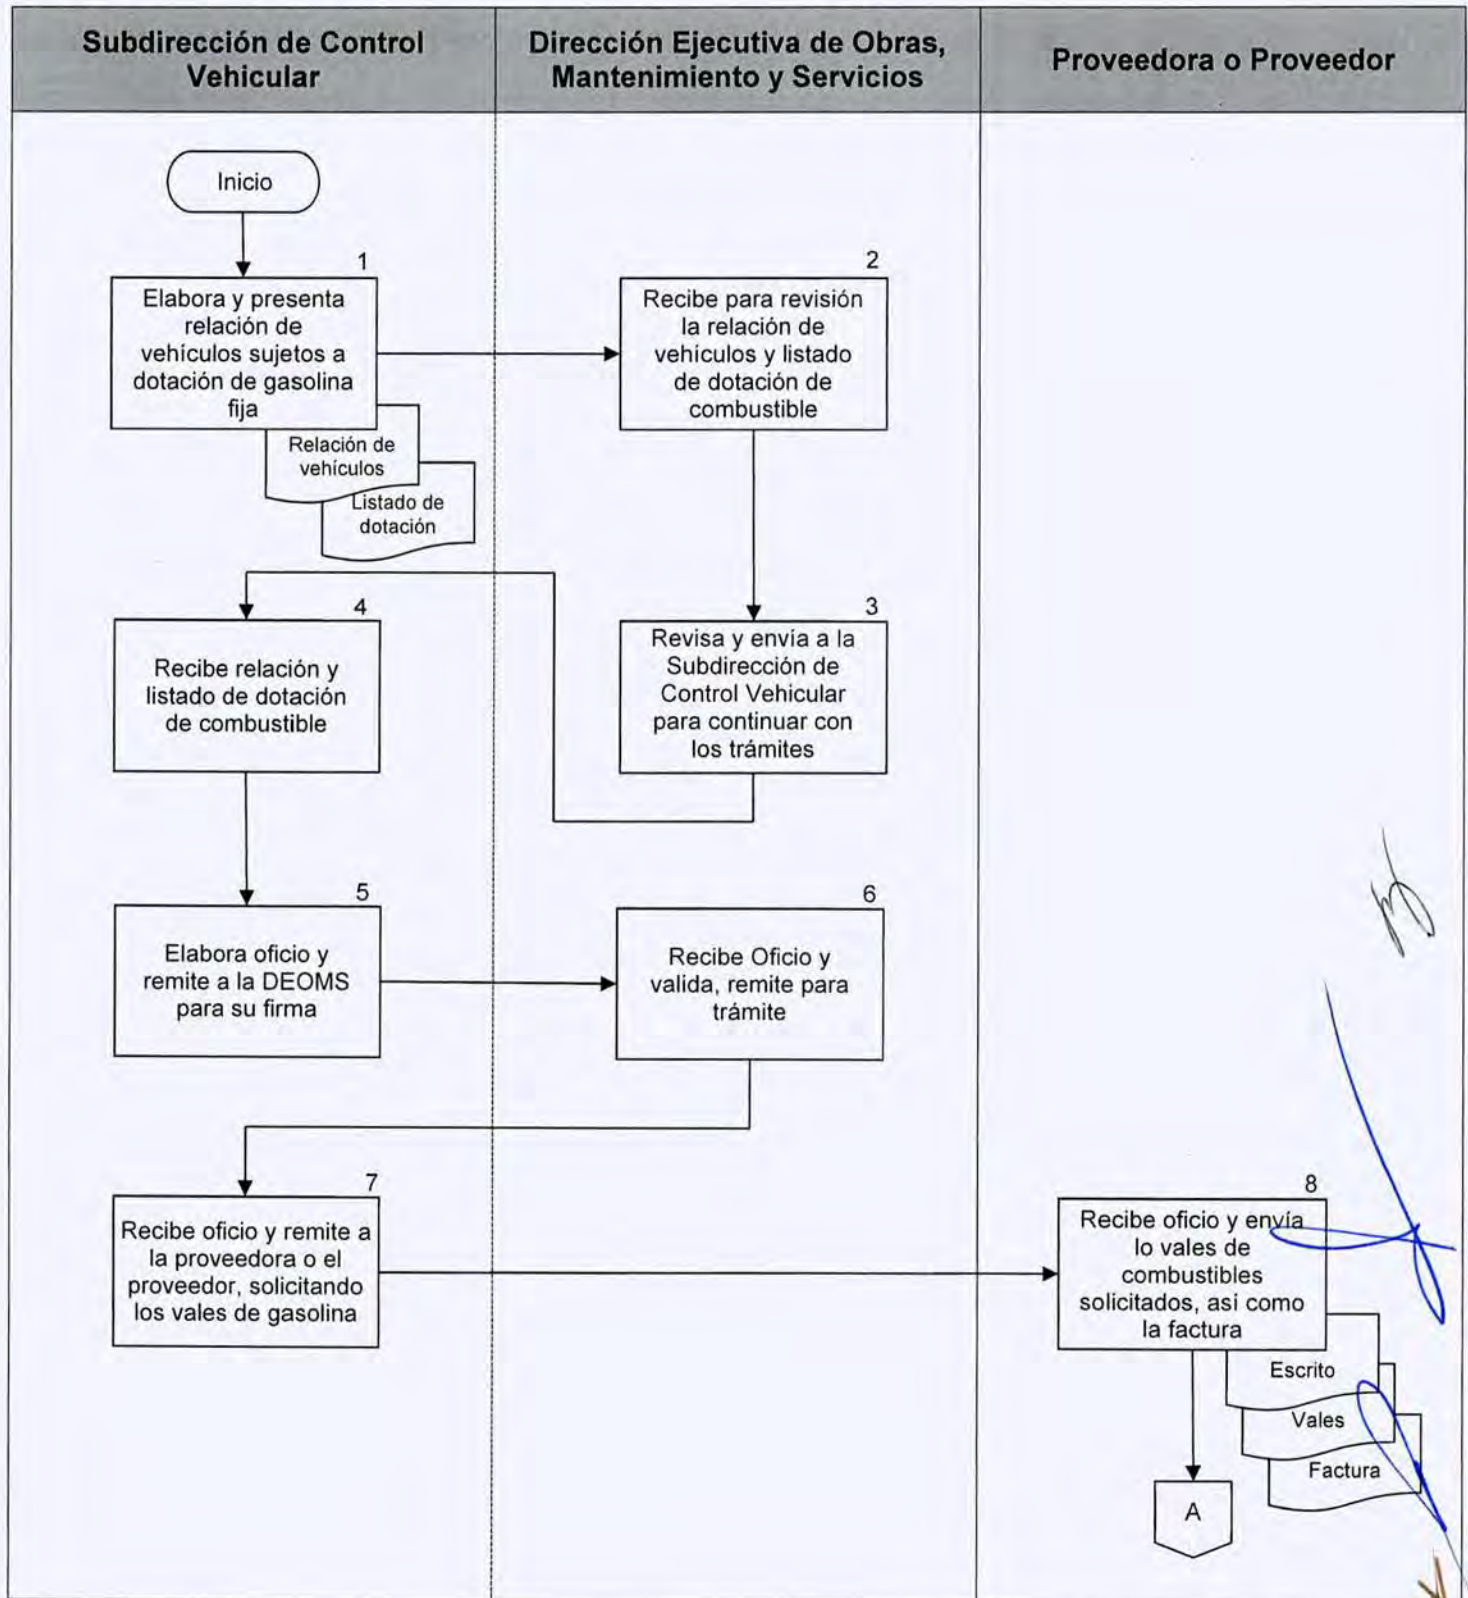 Subdirección de Control
Vehicular
Dirección Ejecutiva de Obras,
Mantenimiento y Servicios
Proveedora o Proveedor
Inicio
1
Elabora y presenta
relación de
vehículos sujetos a
dotación de gasolina
fija
Relación de
vehículos
Listado de
dotación
2
Recibe para revisión
la relación de
vehículos y listado
de dotación de
combustible
3
Revisa y envía a la
Subdirección de
Control Vehicular
para continuar con
los trámites
4
Recibe relación y
listado de dotación
de combustible
5
Elabora oficio y
remite a la DEOMS
para su firma
6
Recibe Oficio y
valida, remite para
trámite
7
Recibe oficio y remite a
la proveedora o el
proveedor, solicitando
los vales de gasolina
8
Recibe oficio y envía
lo vales de
combustibles
solicitados, asi como
la factura
Escrito
Vales
Factura
A